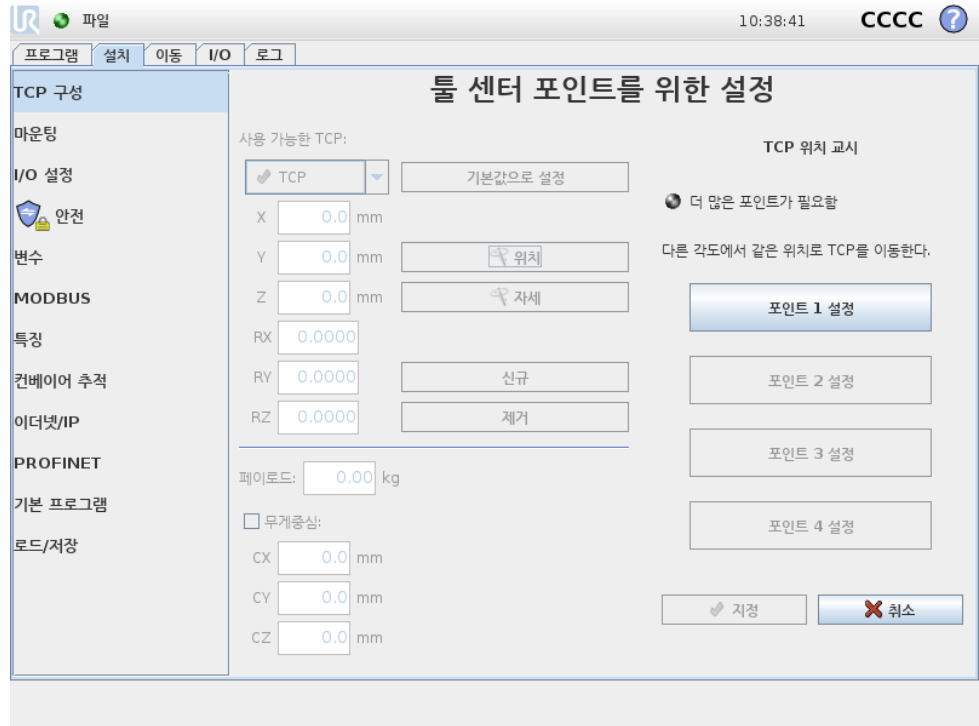 UR 파일 10:38:41 CCCC ?
프로그램 설치 이동 I/O 로그
TCP 구성
마운팅
I/O 설정
안전
변수
MODBUS
특징
컨베이어 추적
이더넷/IP
PROFINET
기본 프로그램
로드/저장
툴 센터 포인트를 위한 설정
사용 가능한 TCP:
TCP 기본값으로 설정
X 0.0 mm
Y 0.0 mm 위치
Z 0.0 mm 자세
RX 0.0000
RY 0.0000 신규
RZ 0.0000 제거
페이로드: 0.00 kg
무게중심:
CX 0.0 mm
CY 0.0 mm
CZ 0.0 mm
TCP 위치 교시
더 많은 포인트가 필요함
다른 각도에서 같은 위치로 TCP를 이동한다.
포인트 1 설정
포인트 2 설정
포인트 3 설정
포인트 4 설정
지정 취소